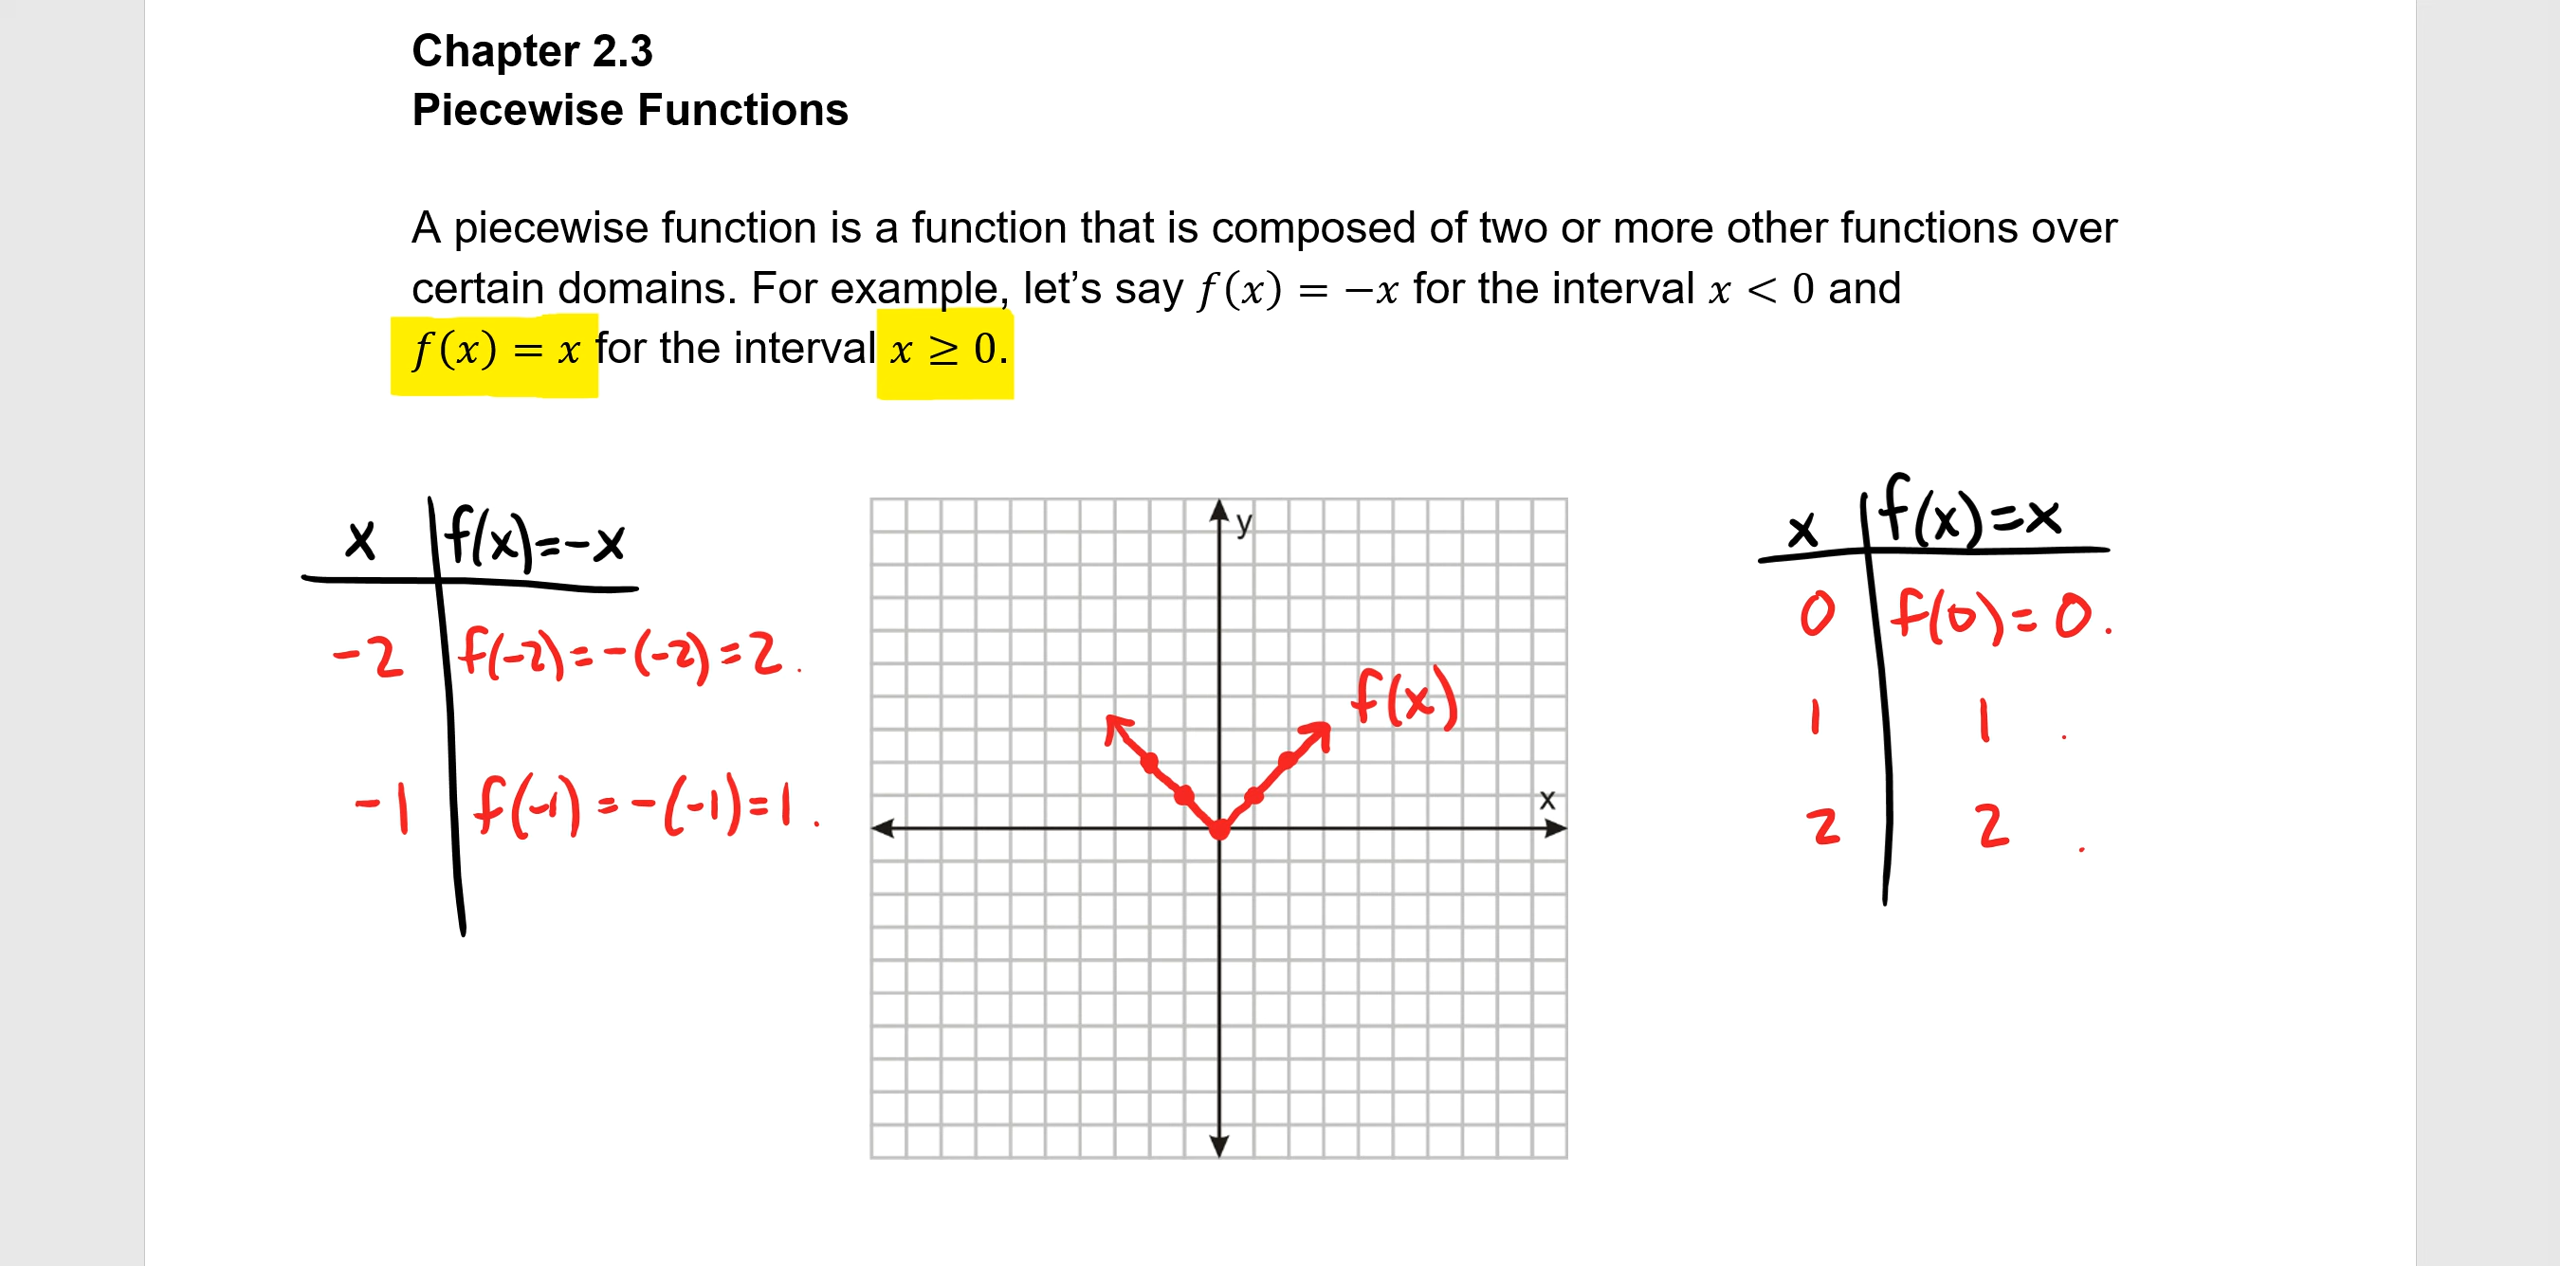 Chapter 2.3
Piecewise Functions
A piecewise function is a function that is composed of two or more other functions over
certain domains. For example, let’s say f(x) = −x for the interval x < 0 and
f(x) = x for the interval x ≥ 0.
x f(x)=-x
-2 f(-2)=-(-2)=2.
-1 f(-1)=-(-1)=1.
y
f(x)
x
x f(x)=x
0 f(0)=0.
1 1.
2 2.